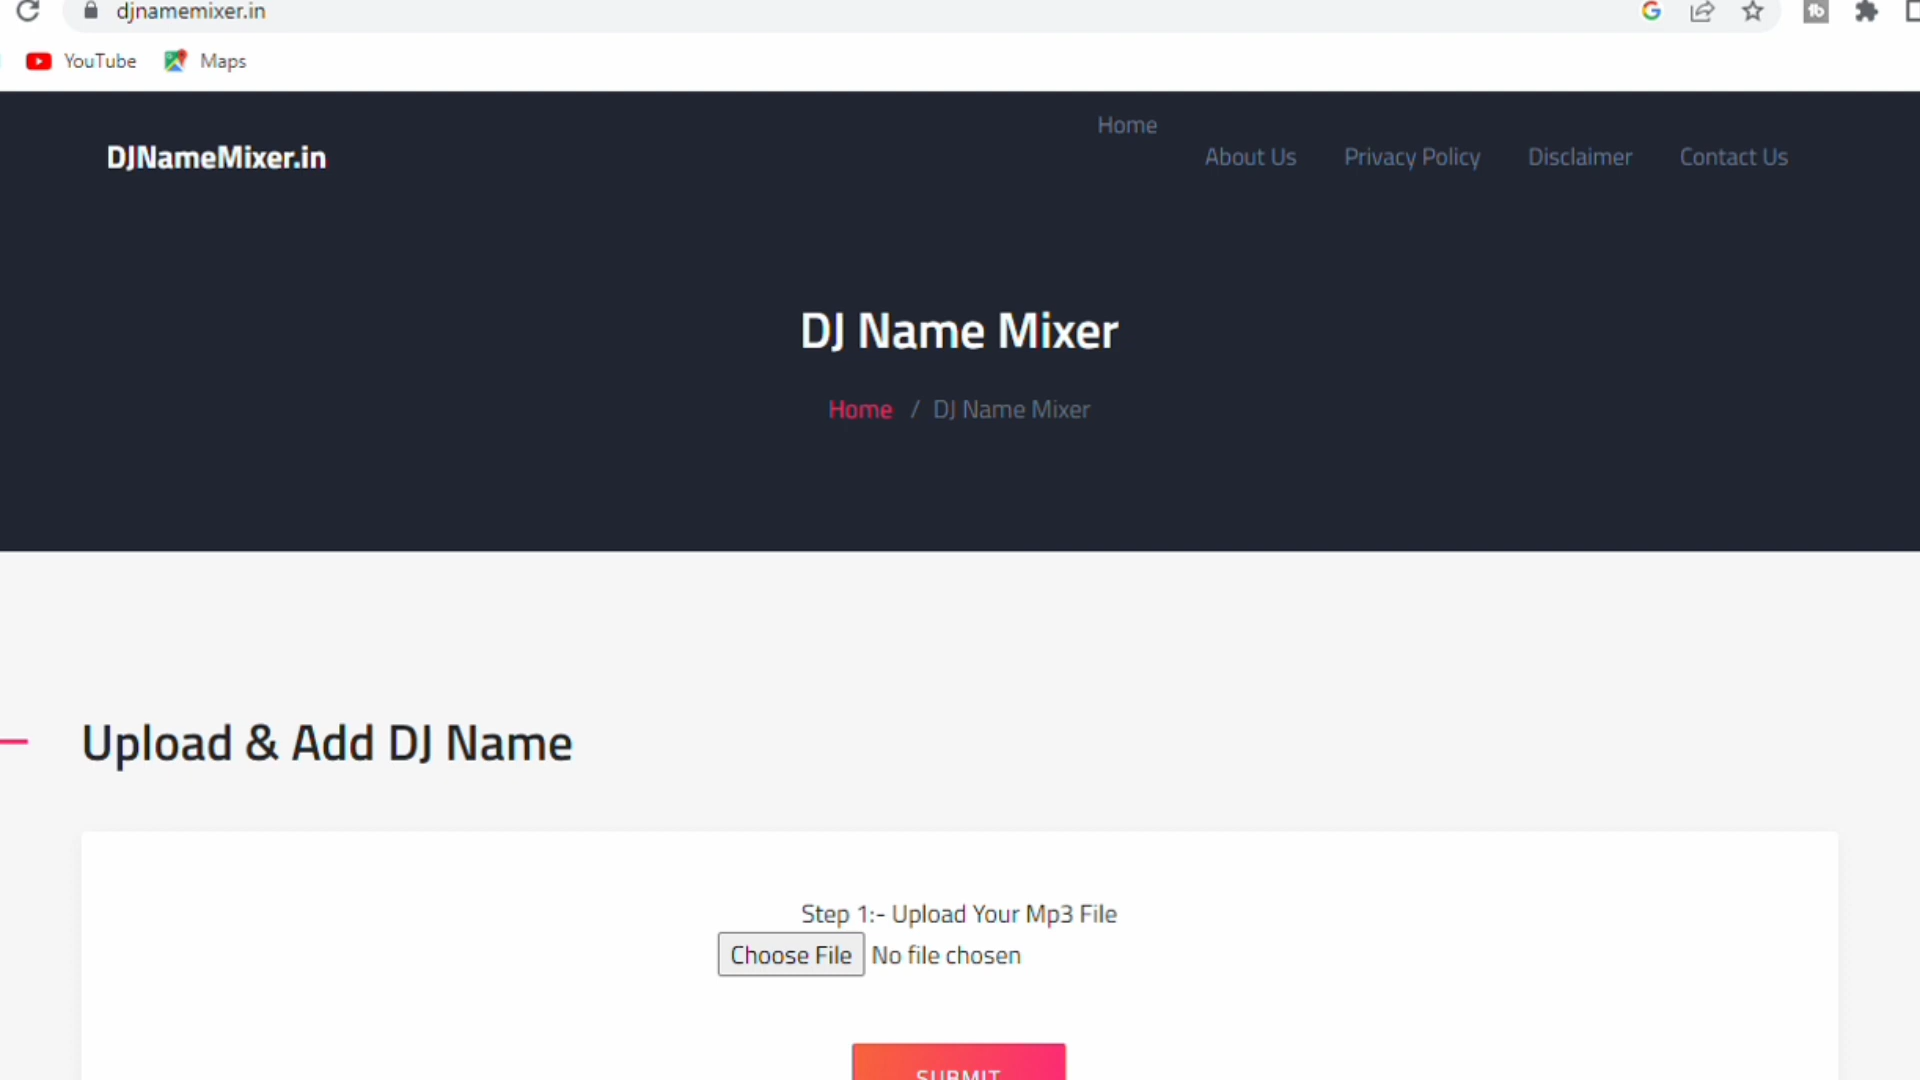 djnamemixer.in
YouTube Maps
Home
DJNameMixer.in About Us Privacy Policy Disclaimer Contact Us
DJ Name Mixer
Home / DJ Name Mixer
Upload & Add DJ Name
Step 1:- Upload Your Mp3 File
Choose File No file chosen
SUBMIT